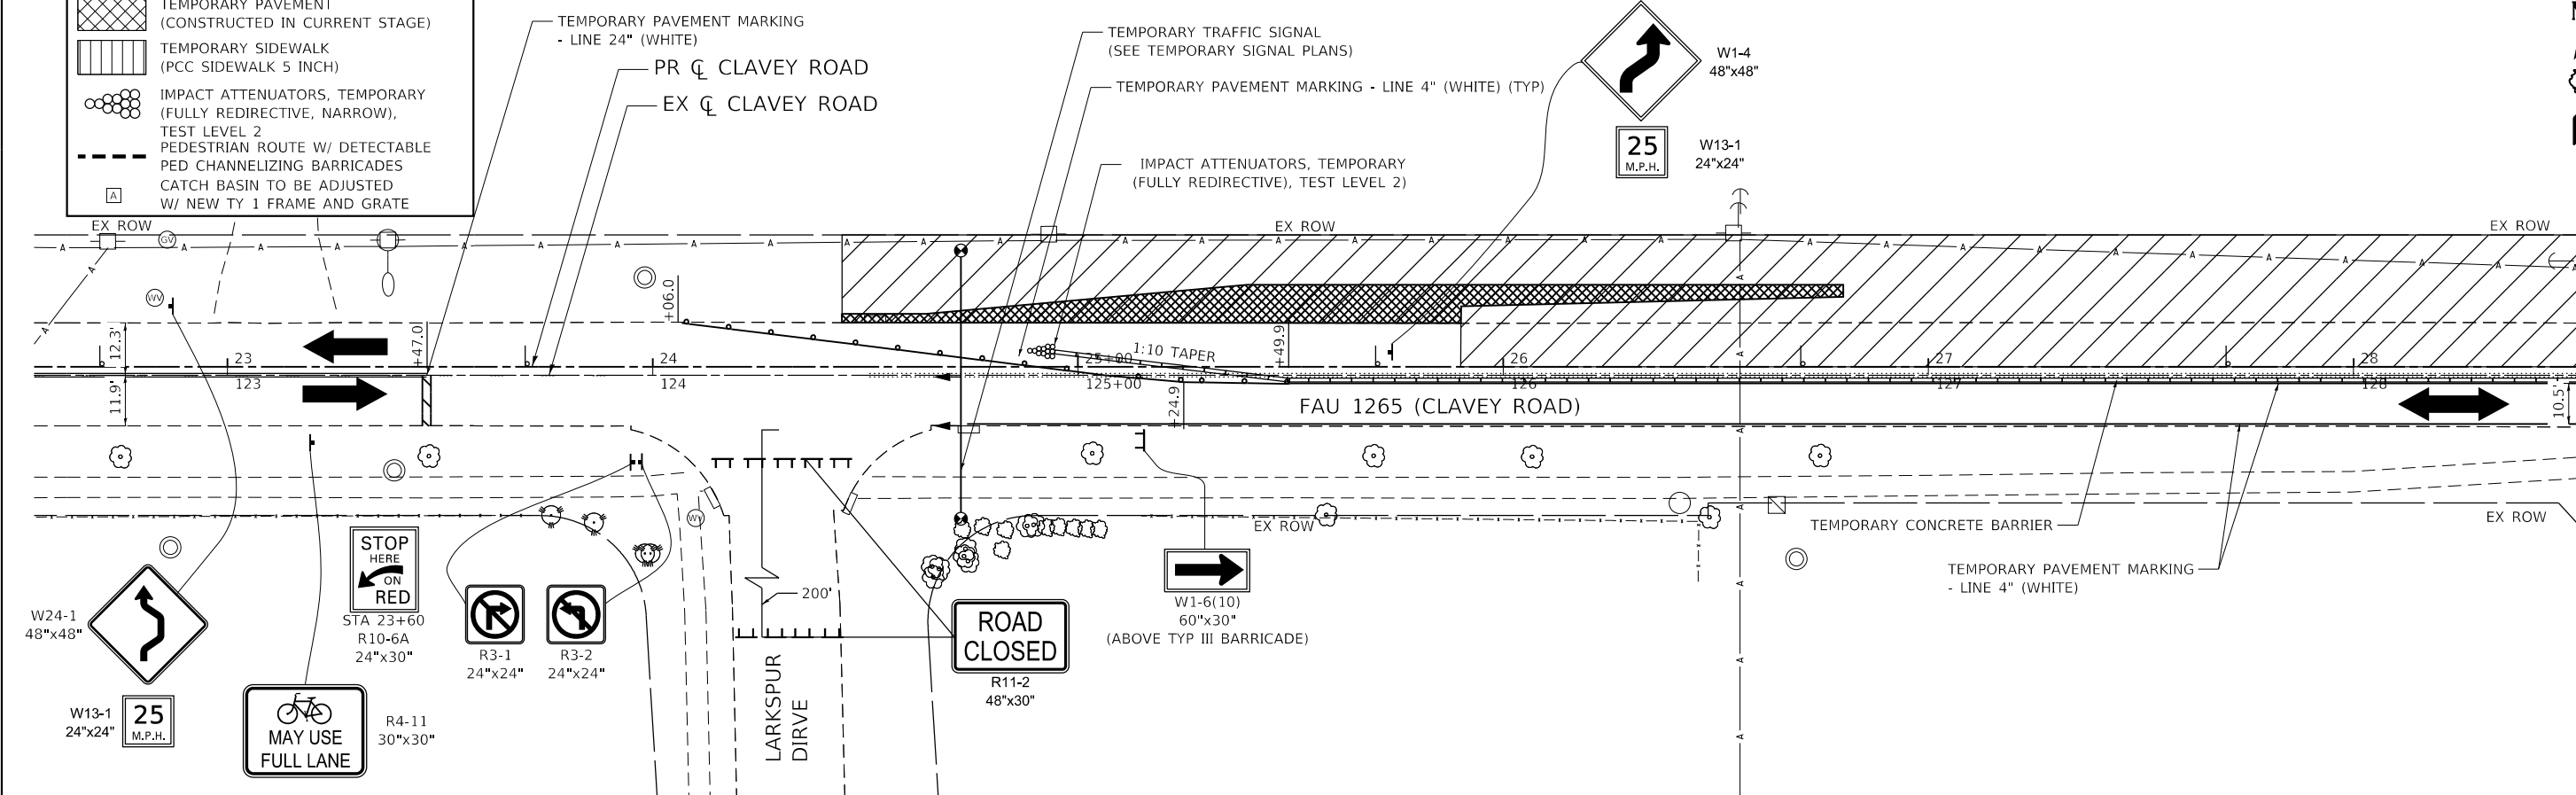 TEMPORARY PAVEMENT
(CONSTRUCTED IN CURRENT STAGE)
TEMPORARY SIDEWALK
(PCC SIDEWALK 5 INCH)
IMPACT ATTENUATORS, TEMPORARY
(FULLY REDIRECTIVE, NARROW),
TEST LEVEL 2
PEDESTRIAN ROUTE W/ DETECTABLE
PED CHANNELIZING BARRICADES
A
CATCH BASIN TO BE ADJUSTED
W/ NEW TY 1 FRAME AND GRATE
TEMPORARY PAVEMENT MARKING
- LINE 24" (WHITE)
PR ℄ CLAVEY ROAD
EX ℄ CLAVEY ROAD
TEMPORARY TRAFFIC SIGNAL
(SEE TEMPORARY SIGNAL PLANS)
TEMPORARY PAVEMENT MARKING - LINE 4" (WHITE) (TYP)
IMPACT ATTENUATORS, TEMPORARY
(FULLY REDIRECTIVE), TEST LEVEL 2)
W1-4
48"x48"
25
M.P.H.
W13-1
24"x24"
EX ROW
EX ROW
EX ROW
GV
WV
A A A A A A A A A A A A A A A A A A A A A A A A A A A A A A
12.3'
11.9'
23
123
+47.0
24
124
+06.0
25+00
125+00
1:10 TAPER
+24.9
+49.9
26
126
27
127
28
128
10.5'
FAU 1265 (CLAVEY ROAD)
WV
EX ROW
EX ROW
TEMPORARY CONCRETE BARRIER
TEMPORARY PAVEMENT MARKING
- LINE 4" (WHITE)
W24-1
48"x48"
W13-1
24"x24"
25
M.P.H.
STOP
HERE
ON
RED
STA 23+60
R10-6A
24"x30"
MAY USE
FULL LANE
R4-11
30"x30"
R3-1
24"x24"
R3-2
24"x24"
200'
LARKSPUR
DIRVE
ROAD
CLOSED
R11-2
48"x30"
W1-6(10)
60"x30"
(ABOVE TYP III BARRICADE)